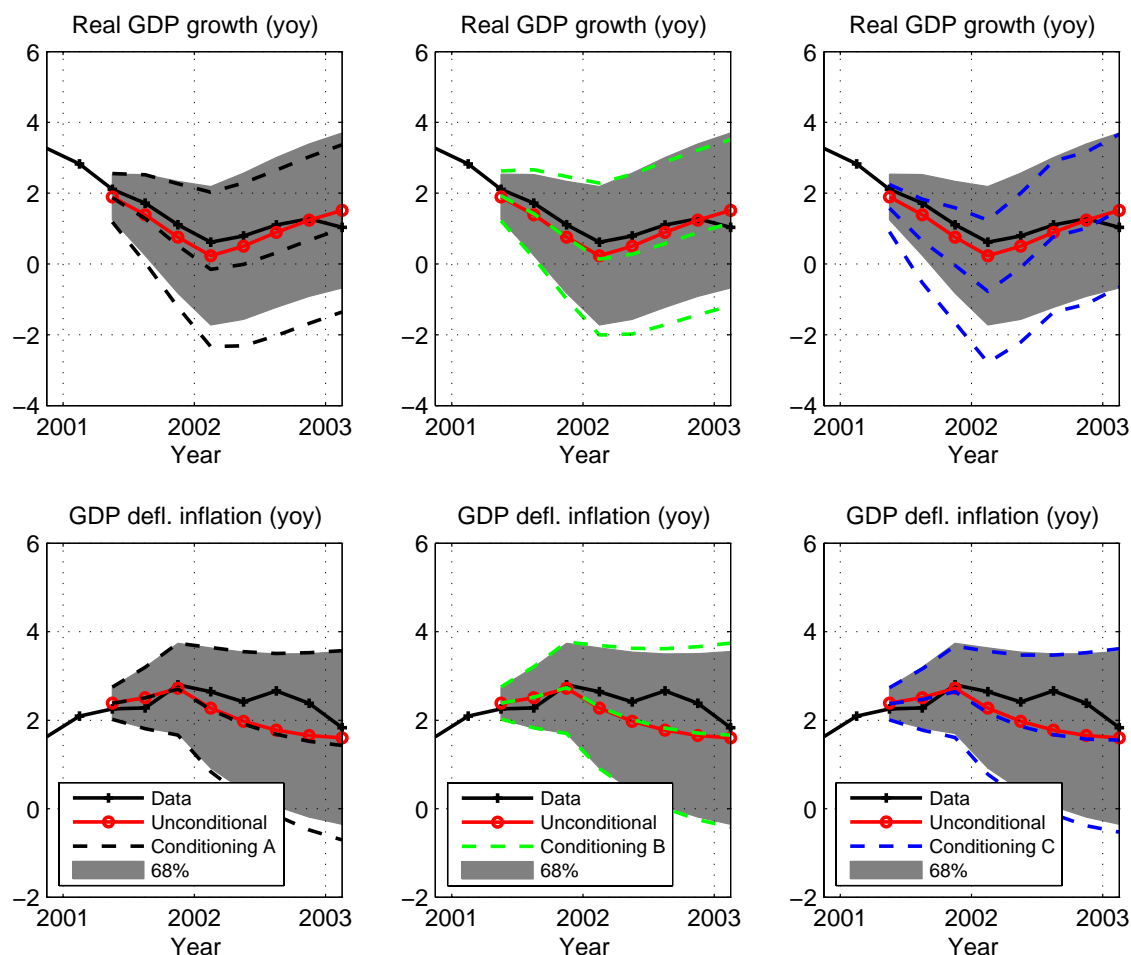 Real GDP growth (yoy)
6
4
2
0
−2
−4
2001 2002 2003
Year
Real GDP growth (yoy)
6
4
2
0
−2
−4
2001 2002 2003
Year
Real GDP growth (yoy)
6
4
2
0
−2
−4
2001 2002 2003
Year
GDP defl. inflation (yoy)
6
4
2
0
−2
Data
Unconditional
Conditioning A
68%
2001 2002 2003
Year
GDP defl. inflation (yoy)
6
4
2
0
−2
Data
Unconditional
Conditioning B
68%
2001 2002 2003
Year
GDP defl. inflation (yoy)
6
4
2
0
−2
Data
Unconditional
Conditioning C
68%
2001 2002 2003
Year